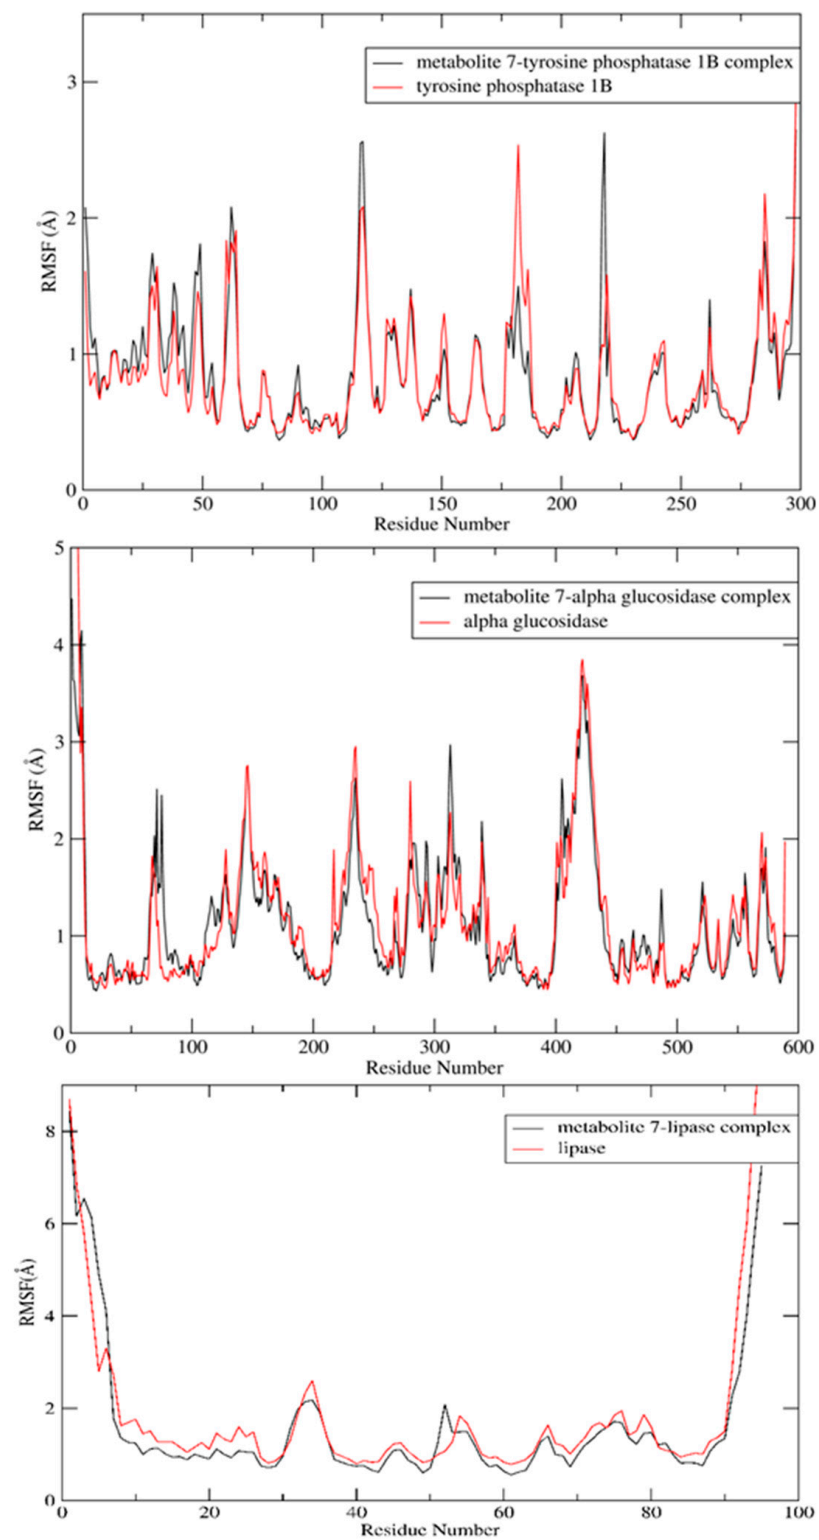 metabolite 7-tyrosine phosphatase 1B complex
tyrosine phosphatase 1B
RMSF (Å)
3
2
1
0
0 50 100 150 200 250 300
Residue Number
metabolite 7-alpha glucosidase complex
alpha glucosidase
RMSF (Å)
5
4
3
2
1
0
0 100 200 300 400 500 600
Residue Number
metabolite 7-lipase complex
lipase
RMSF(Å)
8
6
4
2
0
0 20 40 60 80 100
Residue Number